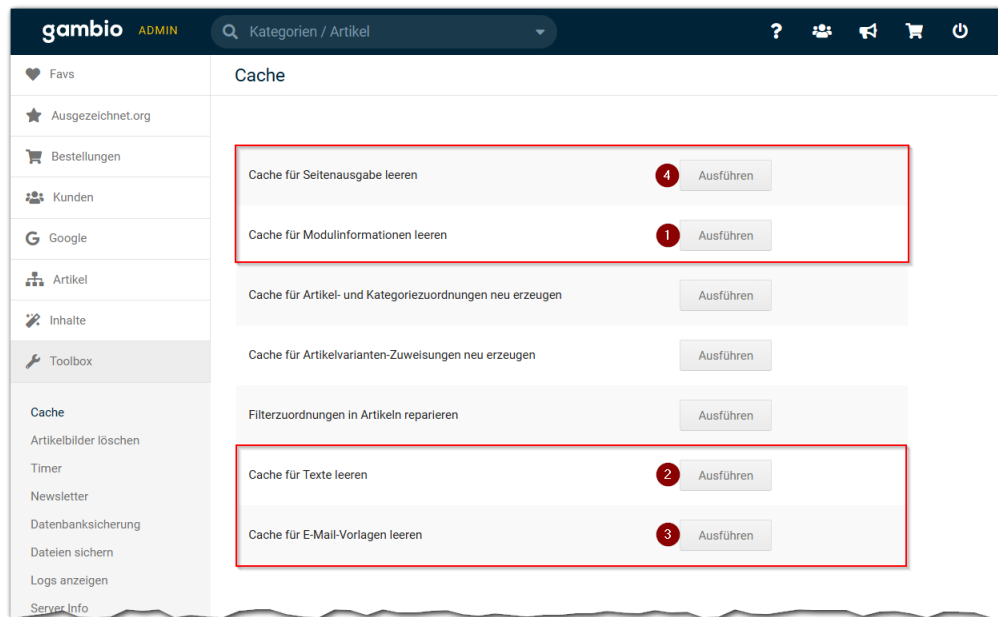 gambio ADMIN
Kategorien / Artikel
?
Favs
Cache
Ausgezeichnet.org
Bestellungen
Kunden
Google
Artikel
Inhalte
Toolbox
Cache
Artikelbilder löschen
Timer
Newsletter
Datenbanksicherung
Dateien sichern
Logs anzeigen
Server Info
Cache für Seitenausgabe leeren 4 Ausführen
Cache für Modulinformationen leeren 1 Ausführen
Cache für Artikel- und Kategoriezuordnungen neu erzeugen Ausführen
Cache für Artikelvarianten-Zuweisungen neu erzeugen Ausführen
Filterzuordnungen in Artikeln reparieren Ausführen
Cache für Texte leeren 2 Ausführen
Cache für E-Mail-Vorlagen leeren 3 Ausführen